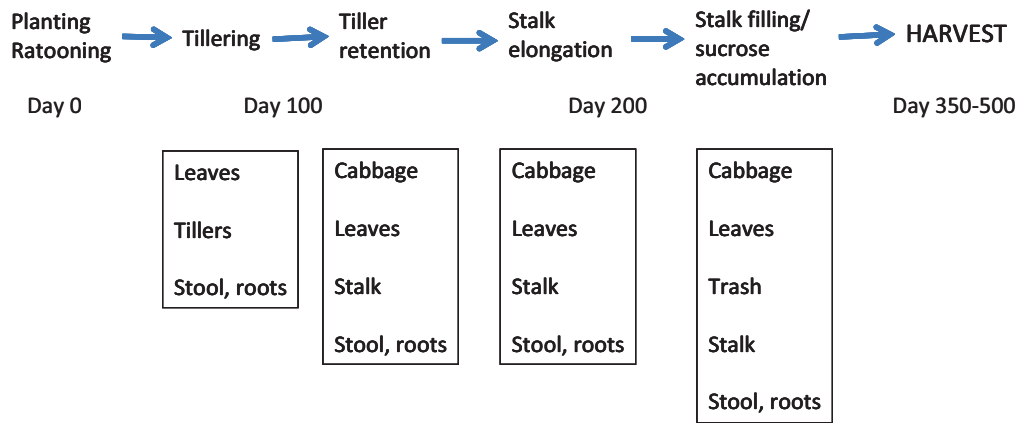 Planting
Ratooning
Tillering
Tiller
retention
Stalk
elongation
Stalk filling/
sucrose
accumulation
HARVEST
Day 0
Day 100
Day 200
Day 350-500
Leaves
Tillers
Stool, roots
Cabbage
Leaves
Stalk
Stool, roots
Cabbage
Leaves
Stalk
Stool, roots
Cabbage
Leaves
Trash
Stalk
Stool, roots